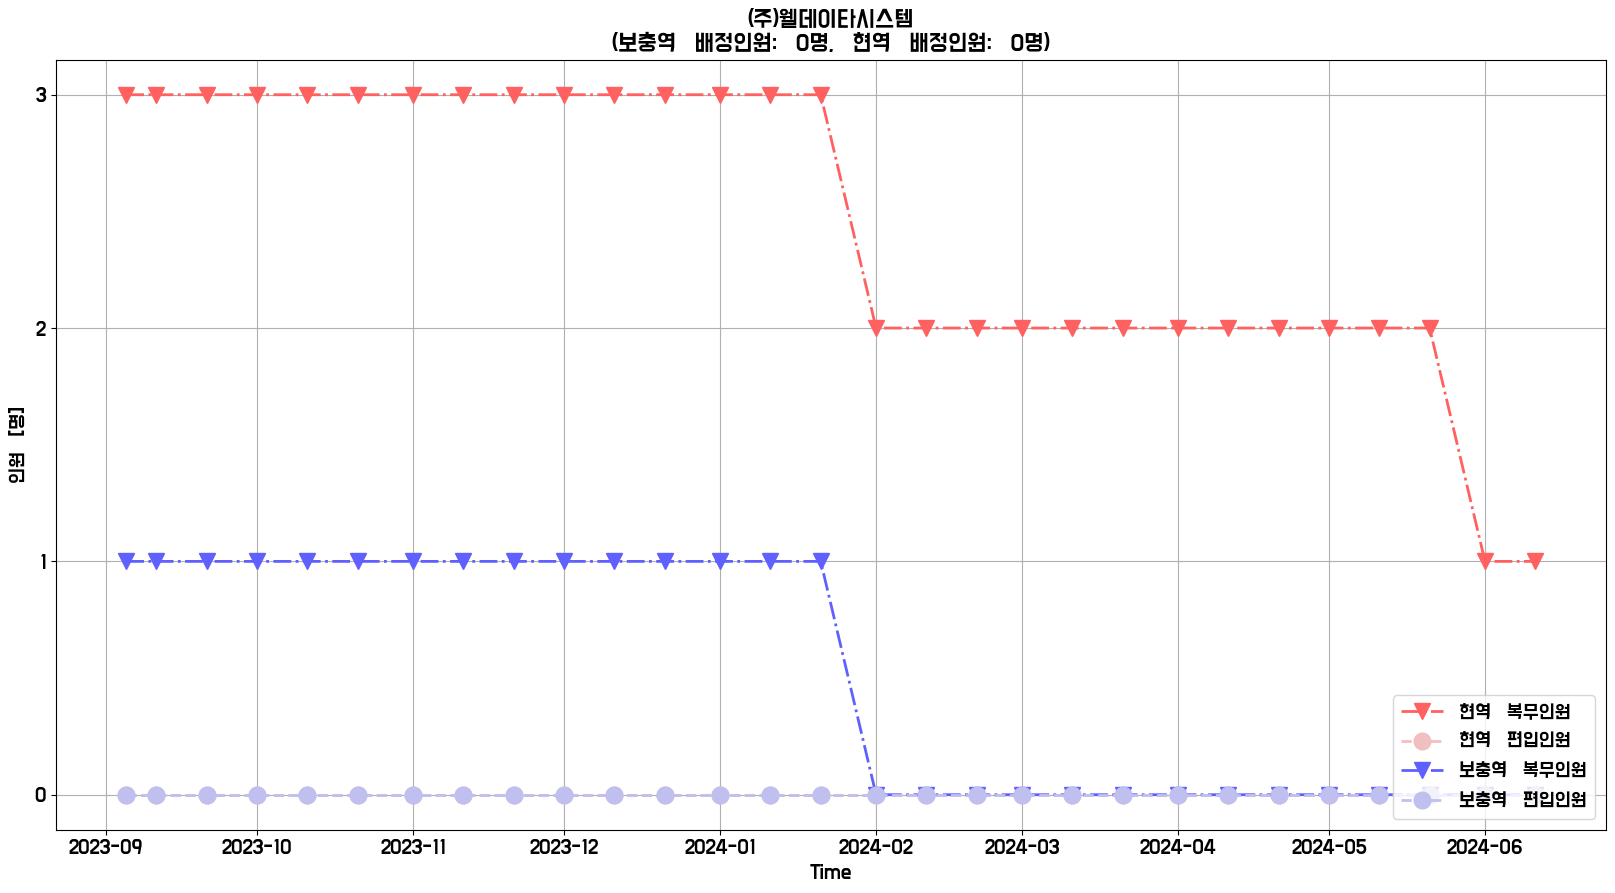 (주)웰데이타시스템
(보충역 배정인원: 0명, 현역 배정인원: 0명)
3
2
1
0
인원 [명]
현역 복무인원
현역 편입인원
보충역 복무인원
보충역 편입인원
2023-09 2023-10 2023-11 2023-12 2024-01 2024-02 2024-03 2024-04 2024-05 2024-06
Time